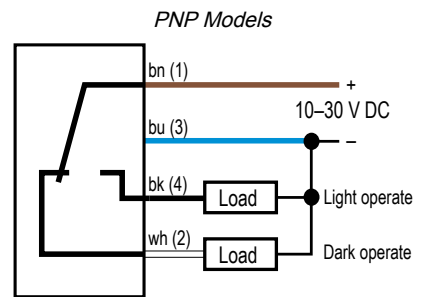 PNP Models
bn (1)
+
10–30 V DC
bu (3)
–
bk (4)
Load
Light operate
wh (2)
Load
Dark operate